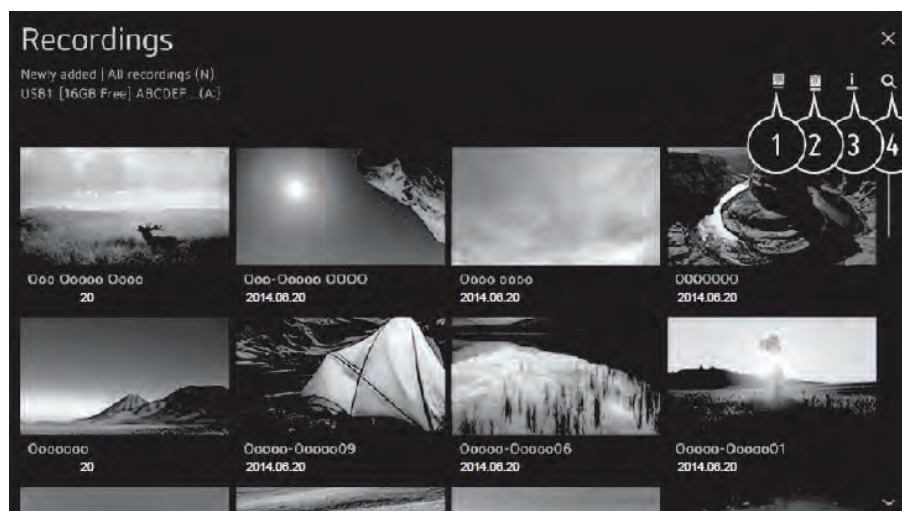 Recordings
Newly added | All recordings (N)
USB1 [16GB Free] ABCDEF...(A:)
1 2 3 4
Ooo Ooooo Oooo
20
Ooo-Ooooo OOOO
2014.06.20
Oooo oooo
2014.06.20
OOOOOOO
2014.06.20
Ooooooo
20
Ooooo-Ooooo09
2014.06.20
Ooooo-Ooooo06
2014.06.20
Ooooo-Ooooo01
2014.06.20